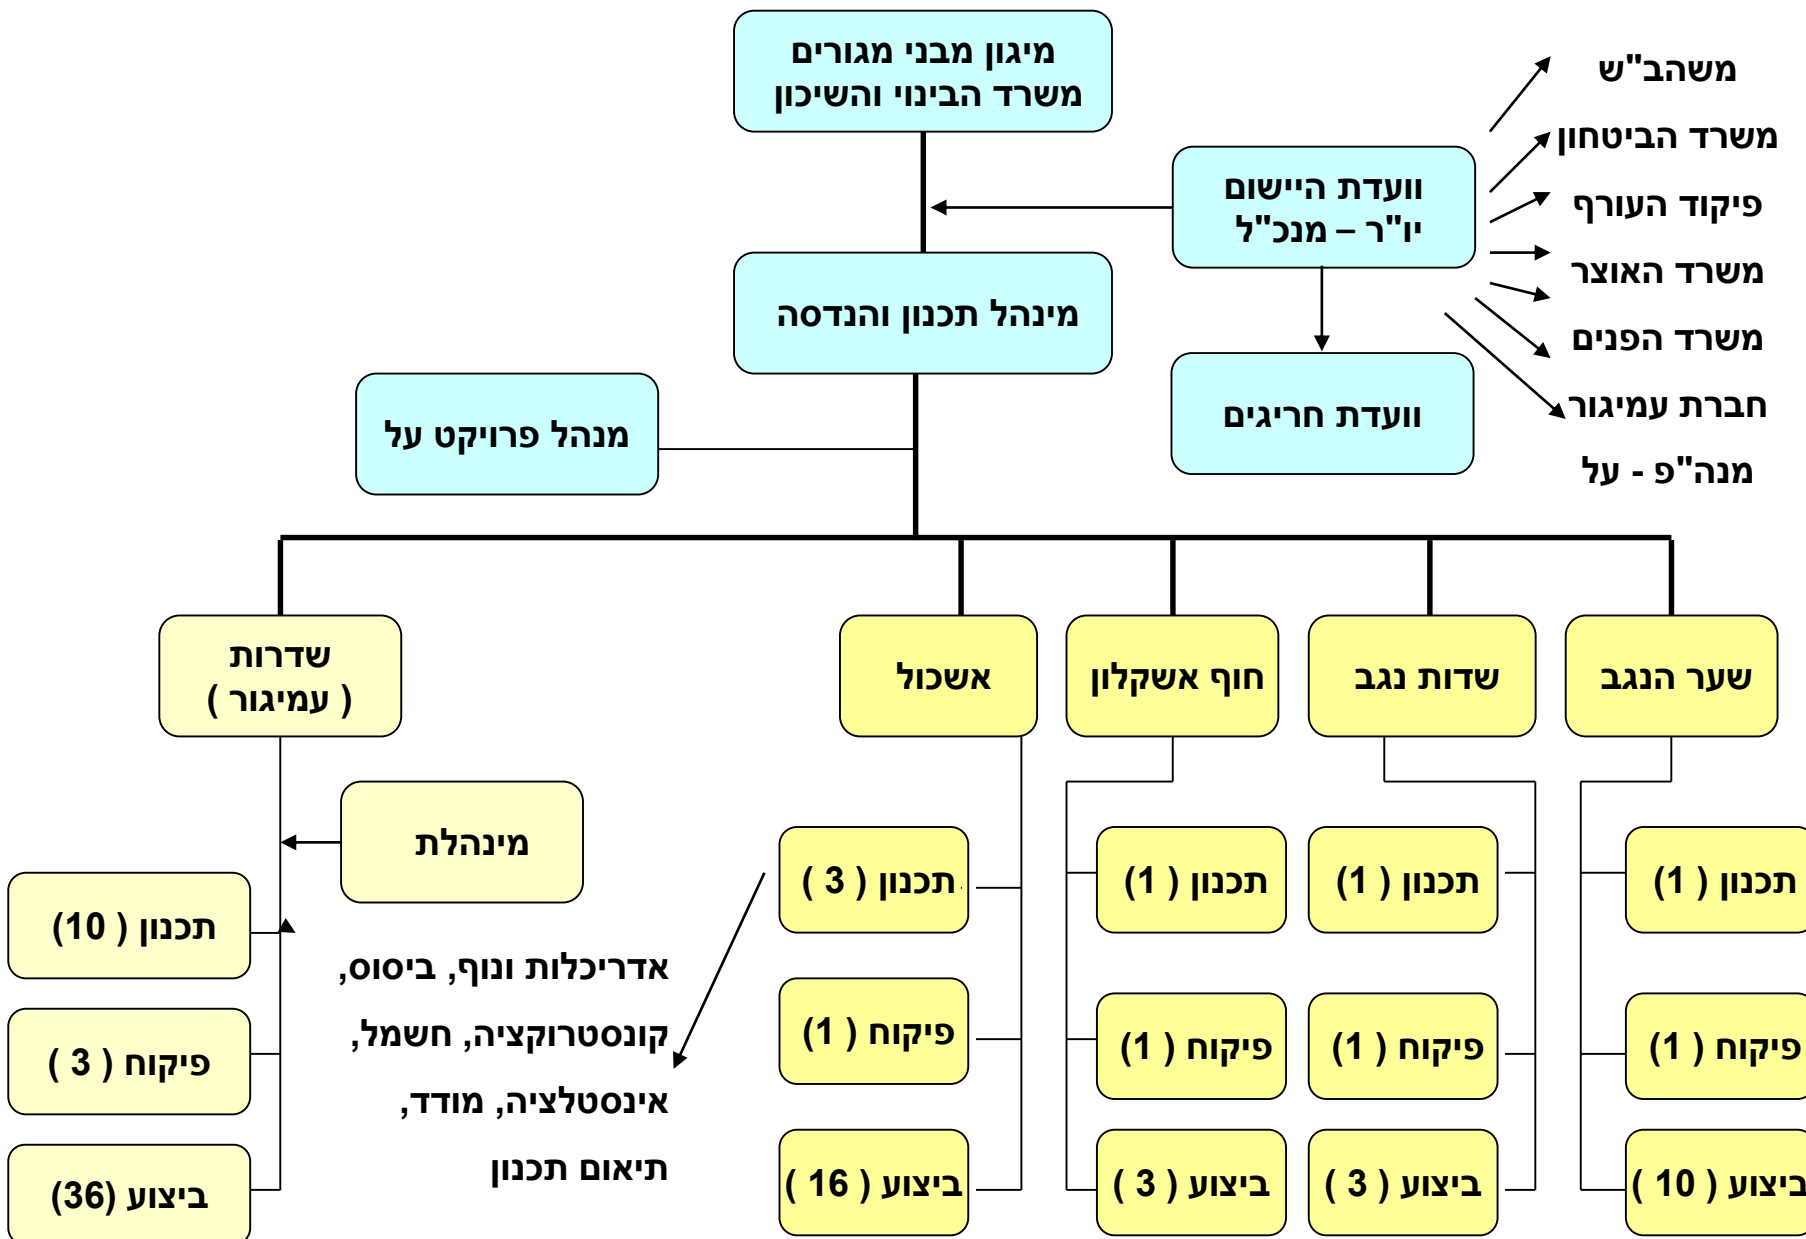 מיגון מבני מגורים
משרד הבינוי והשיכון
משהב"ש
משרד הביטחון
פיקוד העורף
משרד האוצר
משרד הפנים
חברת עמיגור
מנה"פ - על
וועדת היישום
יו"ר – מנכ"ל
מינהל תכנון והנדסה
וועדת חריגים
מנהל פרויקט על
שער הנגב
שדות נגב
חוף אשקלון
אשכול
שדרות
( עמיגור )
מינהלת
תכנון ( 1)
תכנון ( 1)
תכנון ( 1)
תכנון ( 3 )
תכנון ( 10)
אדריכלות ונוף, ביסוס,
קונסטרוקציה, חשמל,
אינסטלציה, מודד,
תיאום תכנון
פיקוח ( 1)
פיקוח ( 1)
פיקוח ( 1)
פיקוח ( 1)
פיקוח ( 3 )
ביצוע ( 10 )
ביצוע ( 3 )
ביצוע ( 3 )
ביצוע ( 16 )
ביצוע (36)